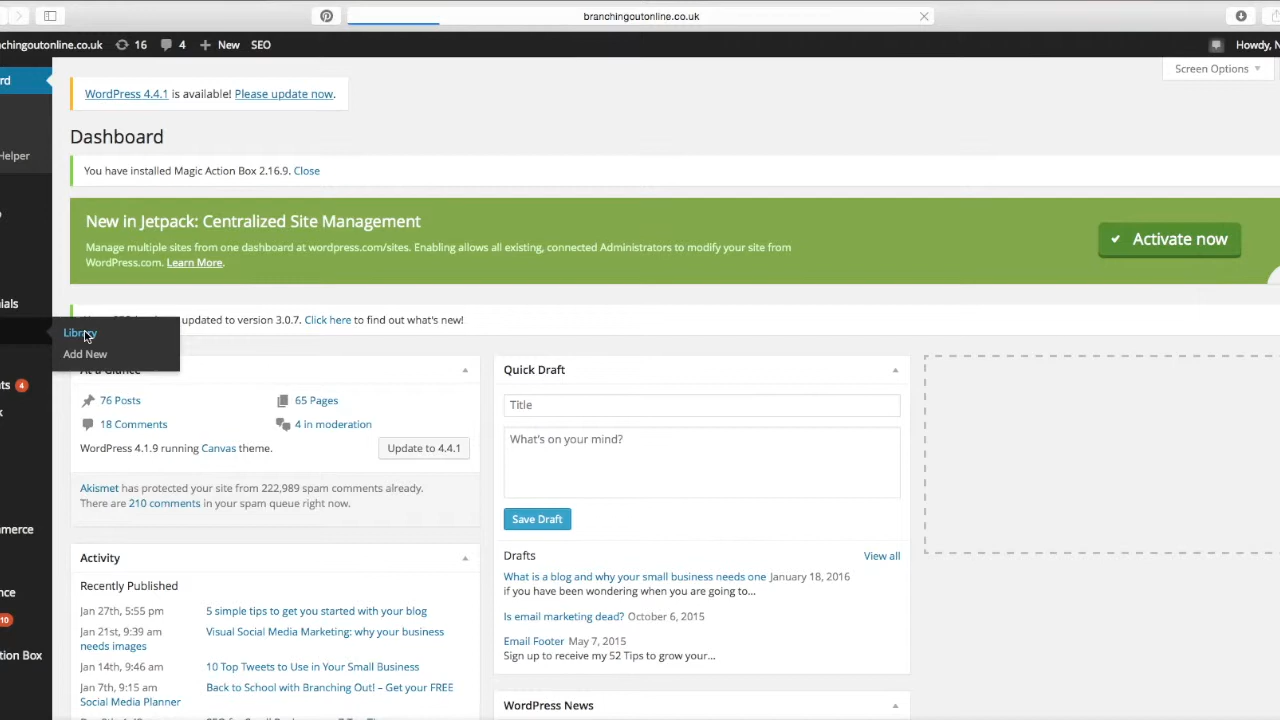 branchingoutonline.co.uk
chingoutonline.co.uk 16 4 New SEO
Howdy, N
rd
Screen Options
WordPress 4.4.1 is available! Please update now.
Dashboard
Helper
You have installed Magic Action Box 2.16.9. Close
New in Jetpack: Centralized Site Management
Manage multiple sites from one dashboard at wordpress.com/sites. Enabling allows all existing, connected Administrators to modify your site from
WordPress.com. Learn More.
Activate now
ials
updated to version 3.0.7. Click here to find out what's new!
Library
Add New
nts 4
At a Glance
76 Posts
65 Pages
18 Comments
4 in moderation
WordPress 4.1.9 running Canvas theme.
Update to 4.4.1
Akismet has protected your site from 222,989 spam comments already.
There are 210 comments in your spam queue right now.
Quick Draft
Title
What's on your mind?
Save Draft
Drafts
View all
What is a blog and why your small business needs one January 18, 2016
if you have been wondering when you are going to...
Is email marketing dead? October 6, 2015
Email Footer May 7, 2015
Sign up to receive my 52 Tips to grow your...
WordPress News
mmerce
nce
10
tion Box
Activity
Recently Published
Jan 27th, 5:55 pm 5 simple tips to get you started with your blog
Jan 21st, 9:39 am Visual Social Media Marketing: why your business
needs images
Jan 14th, 9:46 am 10 Top Tweets to Use in Your Small Business
Jan 7th, 9:15 am Back to School with Branching Out! – Get your FREE
Social Media Planner